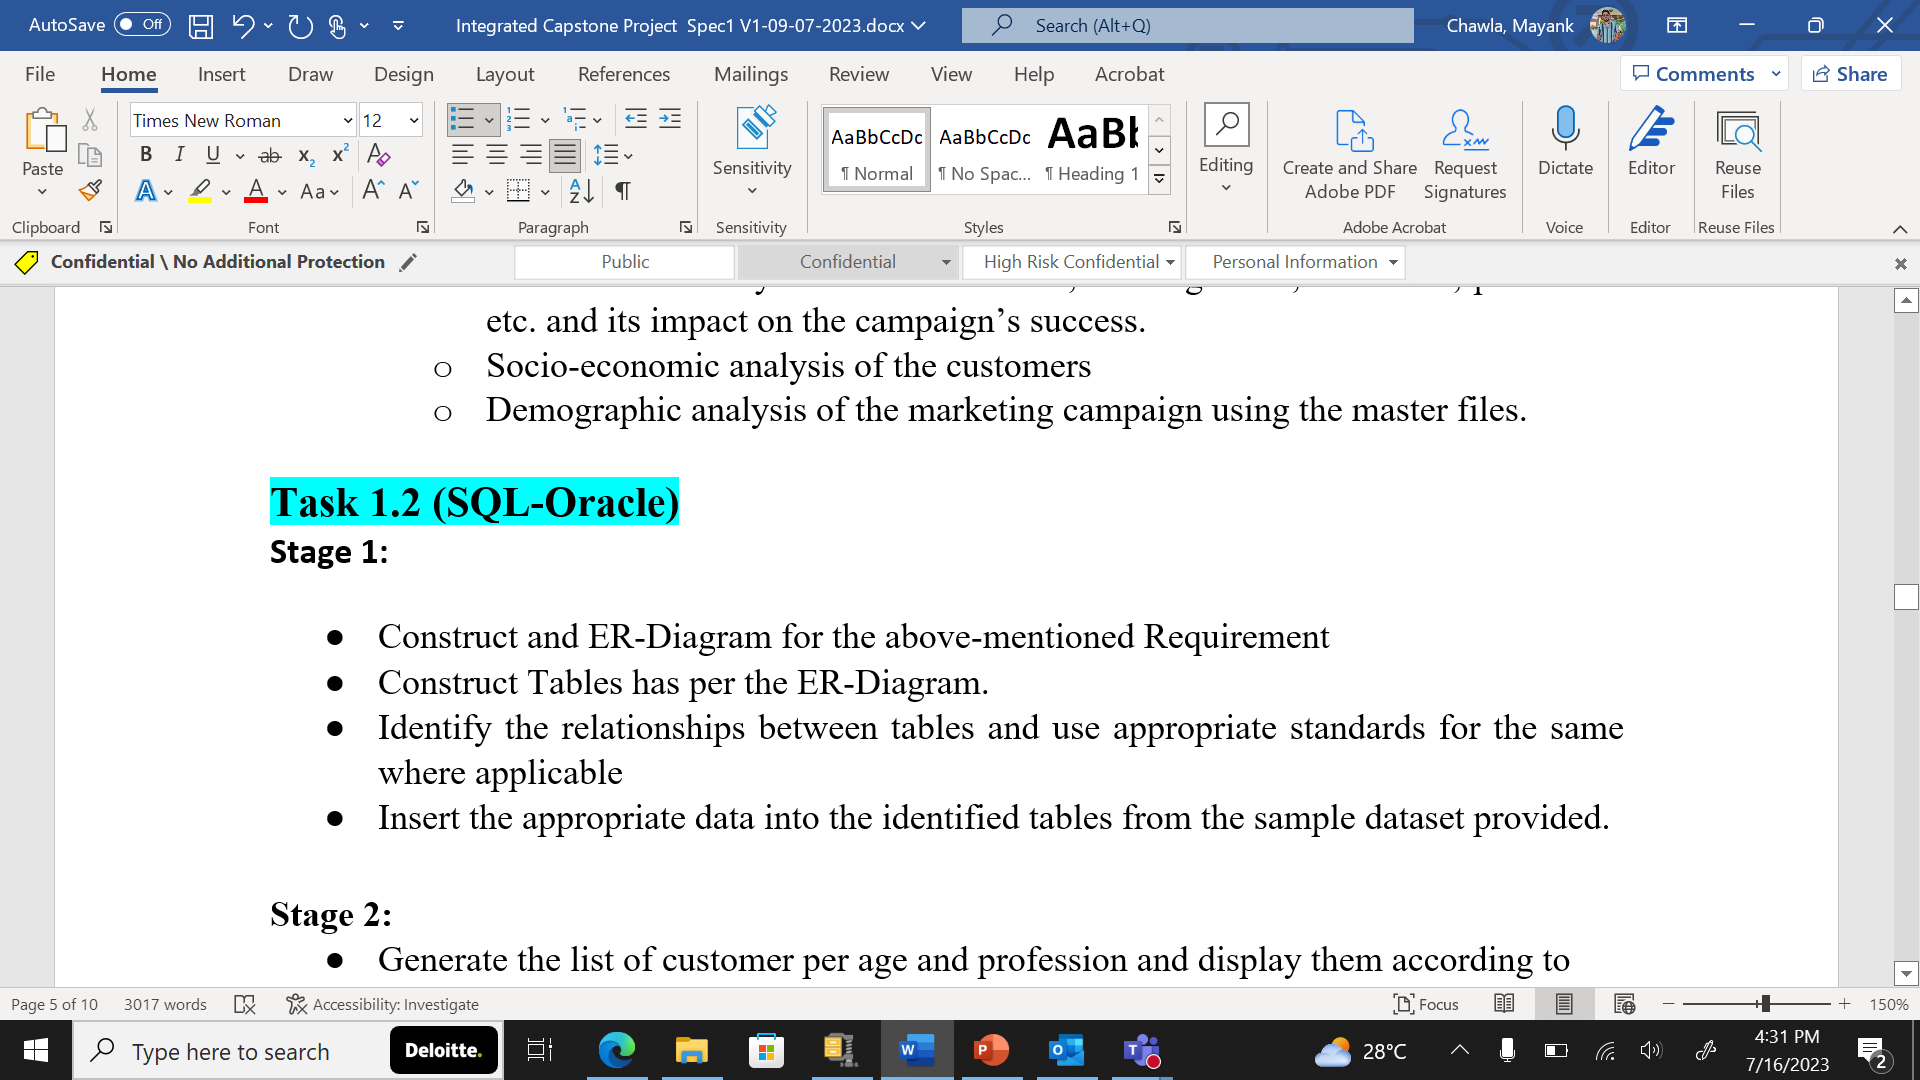 AutoSave Off Integrated Capstone Project Spec1 V1-09-07-2023.docx Search (Alt+Q) Chawla, Mayank
File Home Insert Draw Design Layout References Mailings Review View Help Acrobat Comments Share
Times New Roman 12
Paste
Clipboard Font Paragraph
Sensitivity
Sensitivity
AaBbCcDc AaBbCcDc
¶ Normal ¶ No Spac... ¶ Heading 1
Styles
Editing
Create and Share Adobe PDF
Request Signatures
Adobe Acrobat
Dictate
Voice
Editor
Editor
Reuse Files
Reuse Files
Confidential \ No Additional Protection Public Confidential High Risk Confidential Personal Information
etc. and its impact on the campaign’s success.
o Socio-economic analysis of the customers
o Demographic analysis of the marketing campaign using the master files.
Task 1.2 (SQL-Oracle)
Stage 1:
● Construct and ER-Diagram for the above-mentioned Requirement
● Construct Tables has per the ER-Diagram.
● Identify the relationships between tables and use appropriate standards for the same
where applicable
● Insert the appropriate data into the identified tables from the sample dataset provided.
Stage 2:
● Generate the list of customer per age and profession and display them according to
Page 5 of 10 3017 words Accessibility: Investigate Focus 150%
Type here to search Deloitte. 28°C 4:31 PM
7/16/2023 2